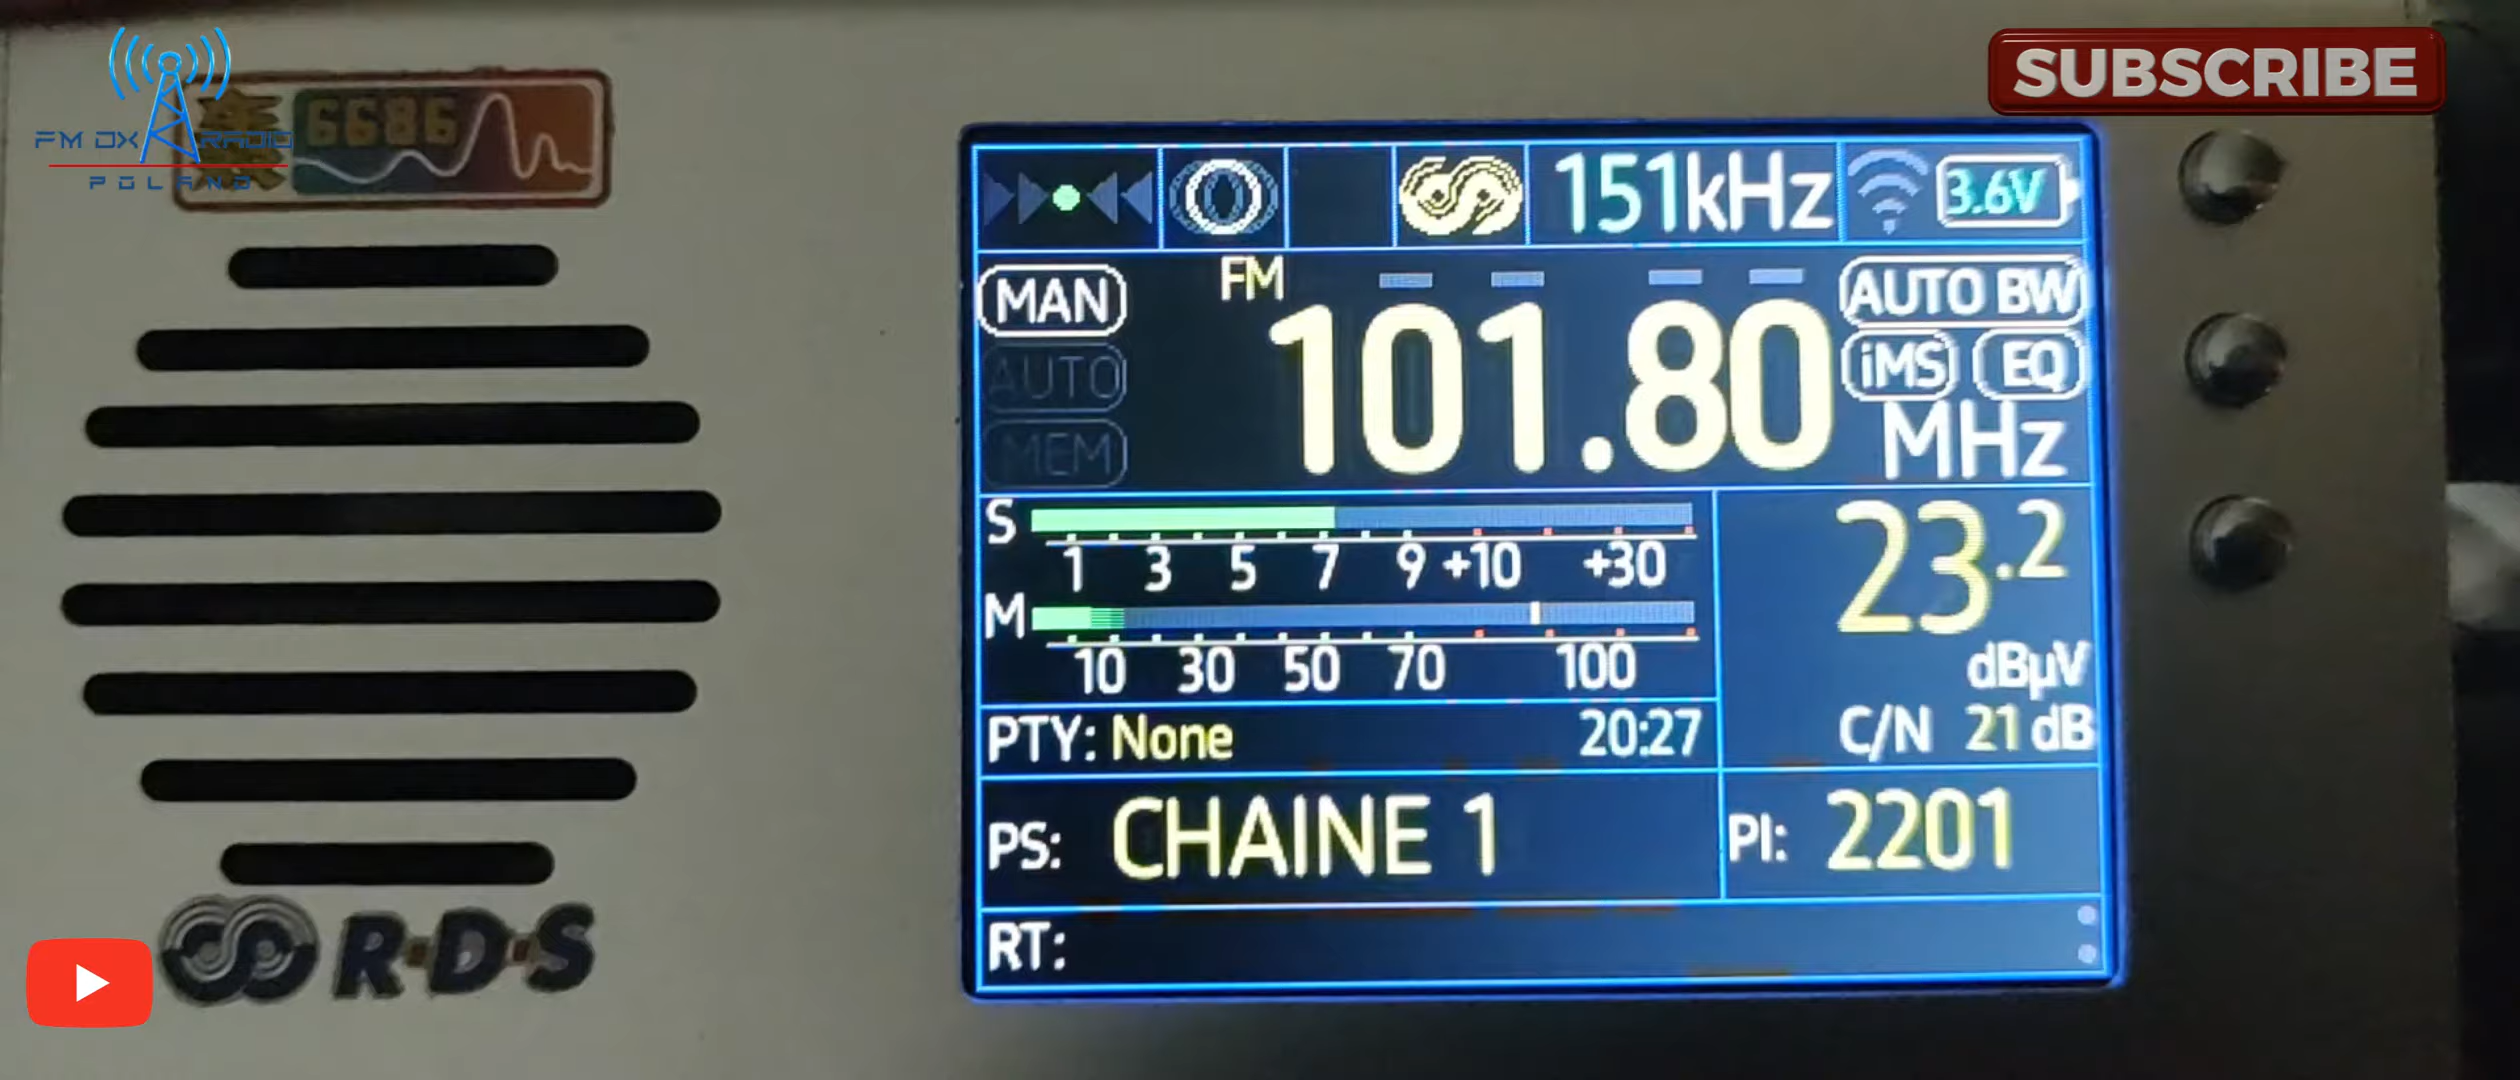 FM DX RADIO
POLAND
6686
SUBSCRIBE
151kHz
3.6V
MAN
FM
AUTO BW
AUTO
101.80
iMS
EQ
MEM
MHz
S
1 3 5 7 9 +10 +30
23.2
M
10 30 50 70 100
dBµV
PTY: None
20:27
C/N 21 dB
PS: CHAINE 1
PI: 2201
RT:
R·D·S